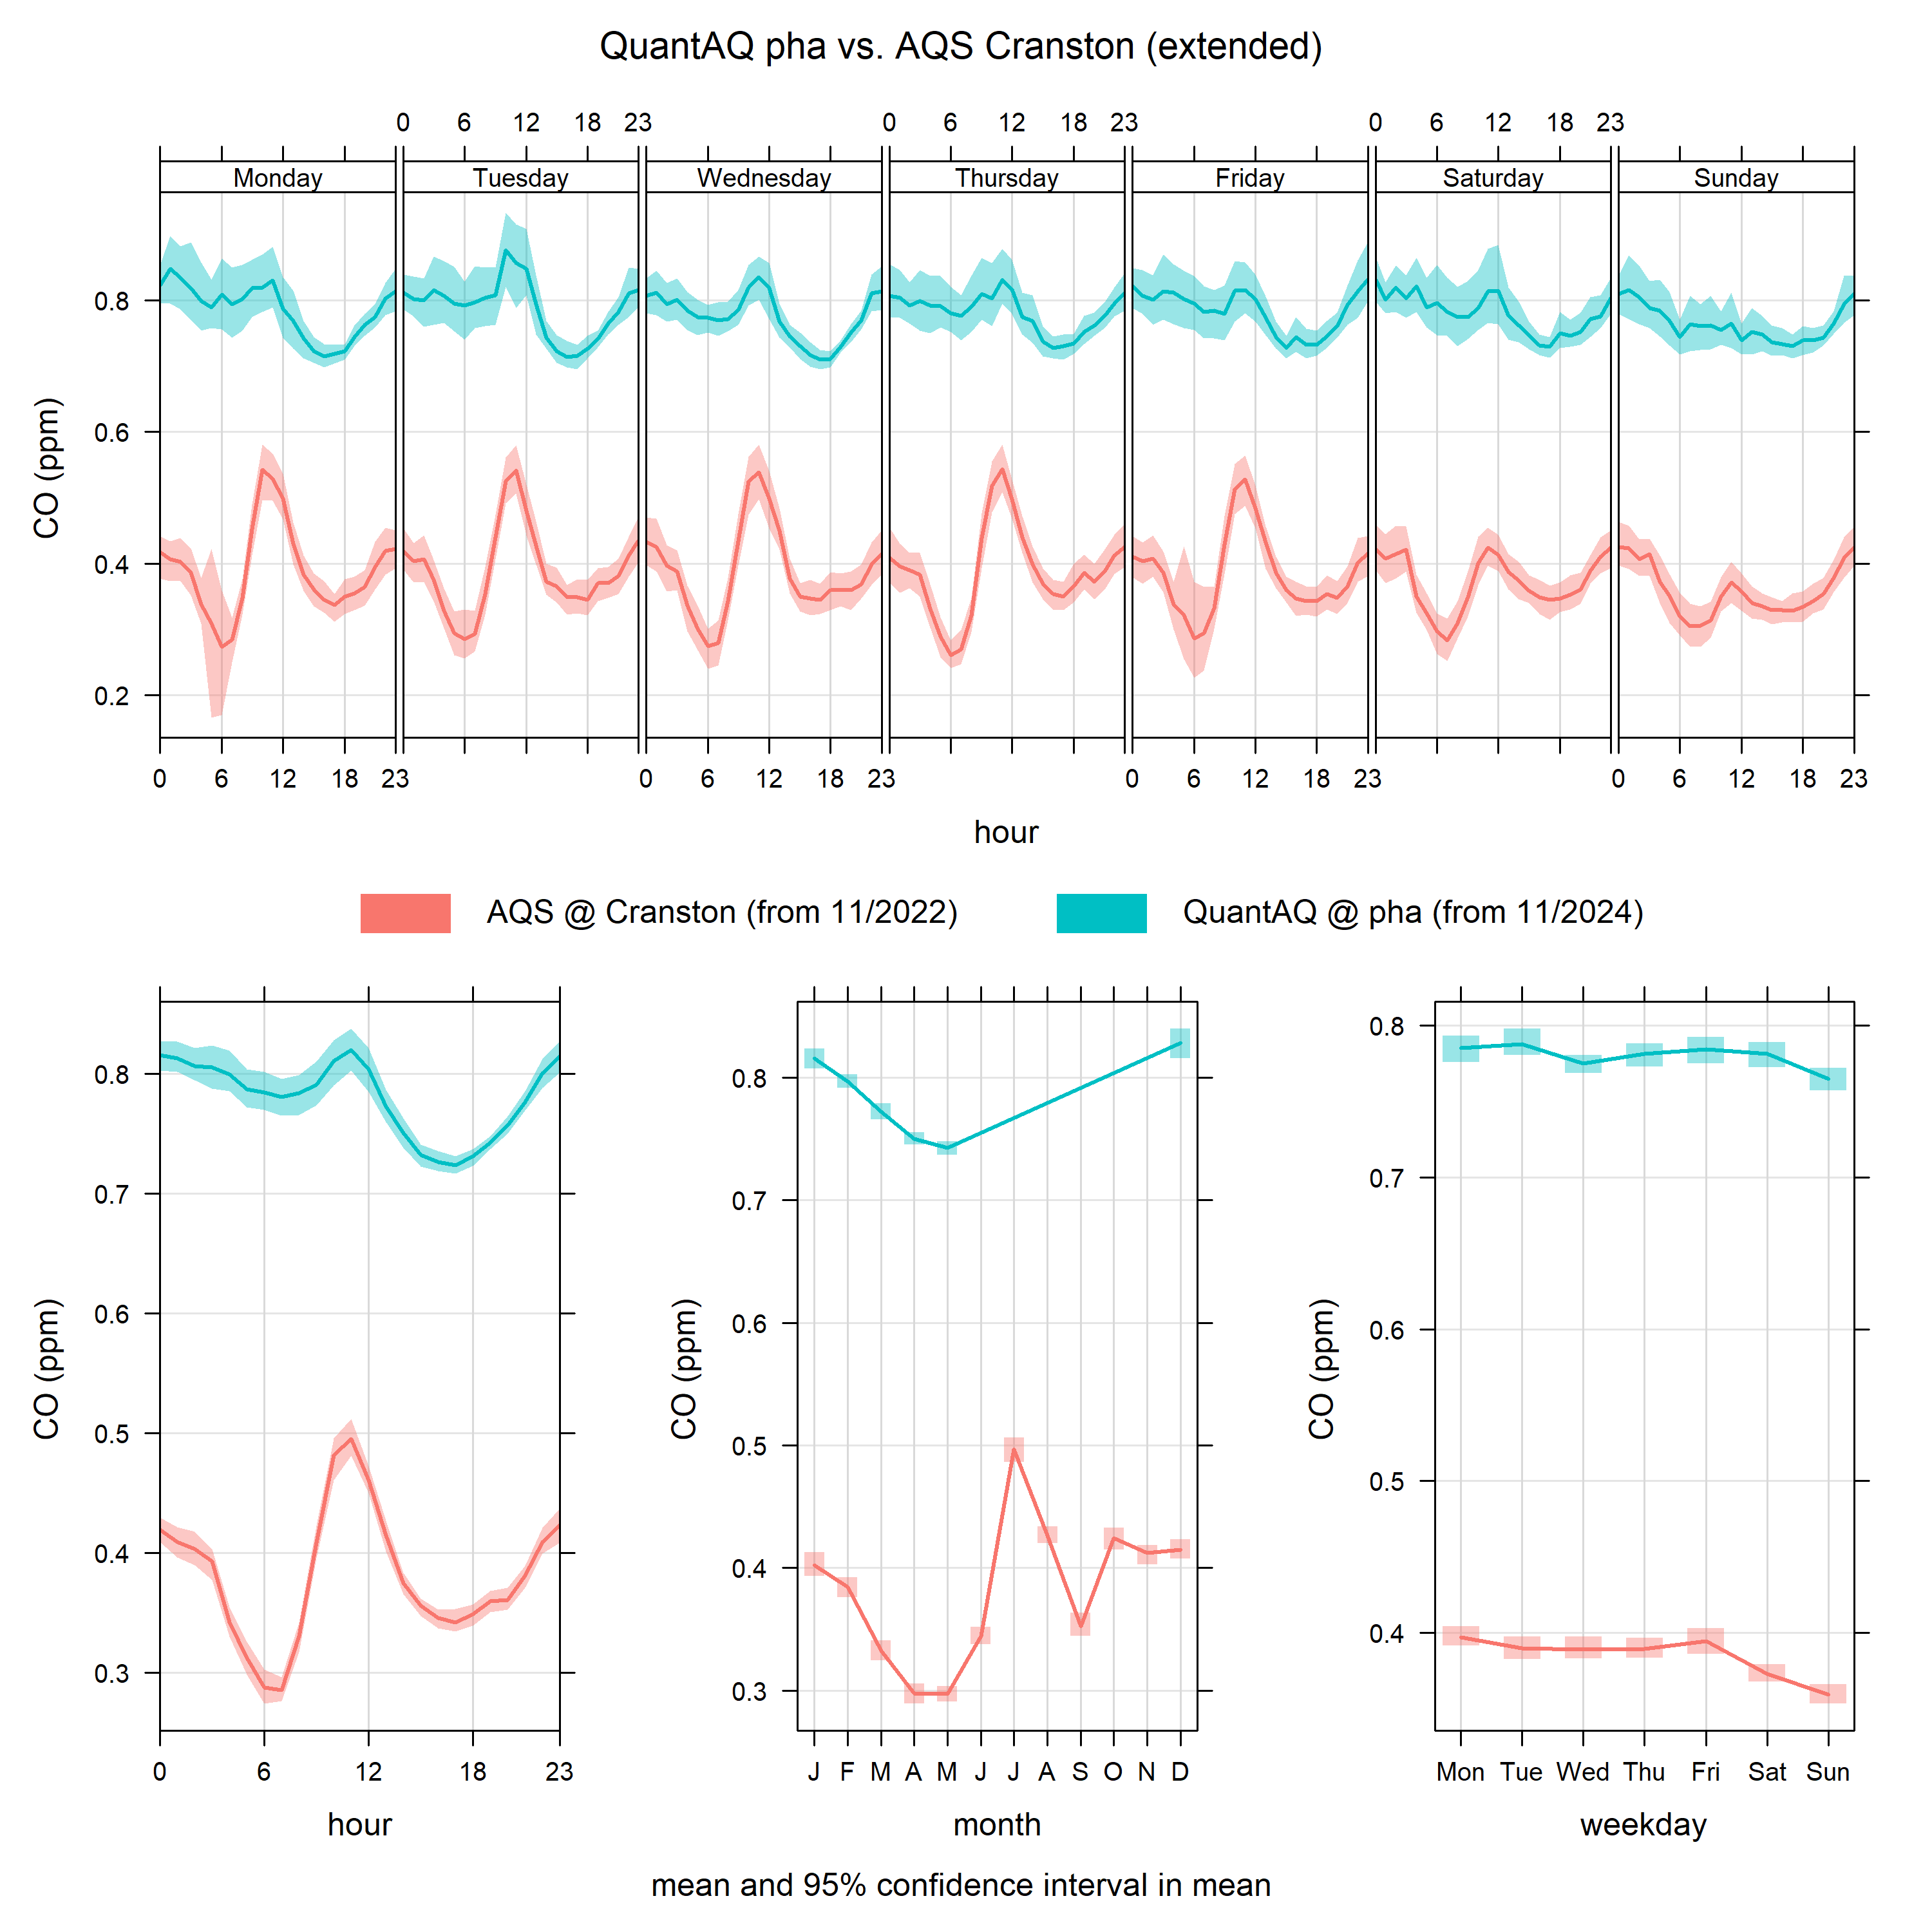 QuantAQ pha vs. AQS Cranston (extended)
0 6 12 18 23 0 6 12 18 23 0 6 12 18 23
Monday Tuesday Wednesday Thursday Friday Saturday Sunday
0.8
0.6
0.4
0.2
CO (ppm)
0 6 12 18 23 0 6 12 18 23 0 6 12 18 23 0 6 12 18 23
hour
AQS @ Cranston (from 11/2022) QuantAQ @ pha (from 11/2024)
0.8
0.7
0.6
0.5
0.4
0.3
CO (ppm)
0 6 12 18 23
hour
0.8
0.7
0.6
0.5
0.4
0.3
CO (ppm)
J F M A M J J A S O N D
month
0.8
0.7
0.6
0.5
0.4
CO (ppm)
Mon Tue Wed Thu Fri Sat Sun
weekday
mean and 95% confidence interval in mean